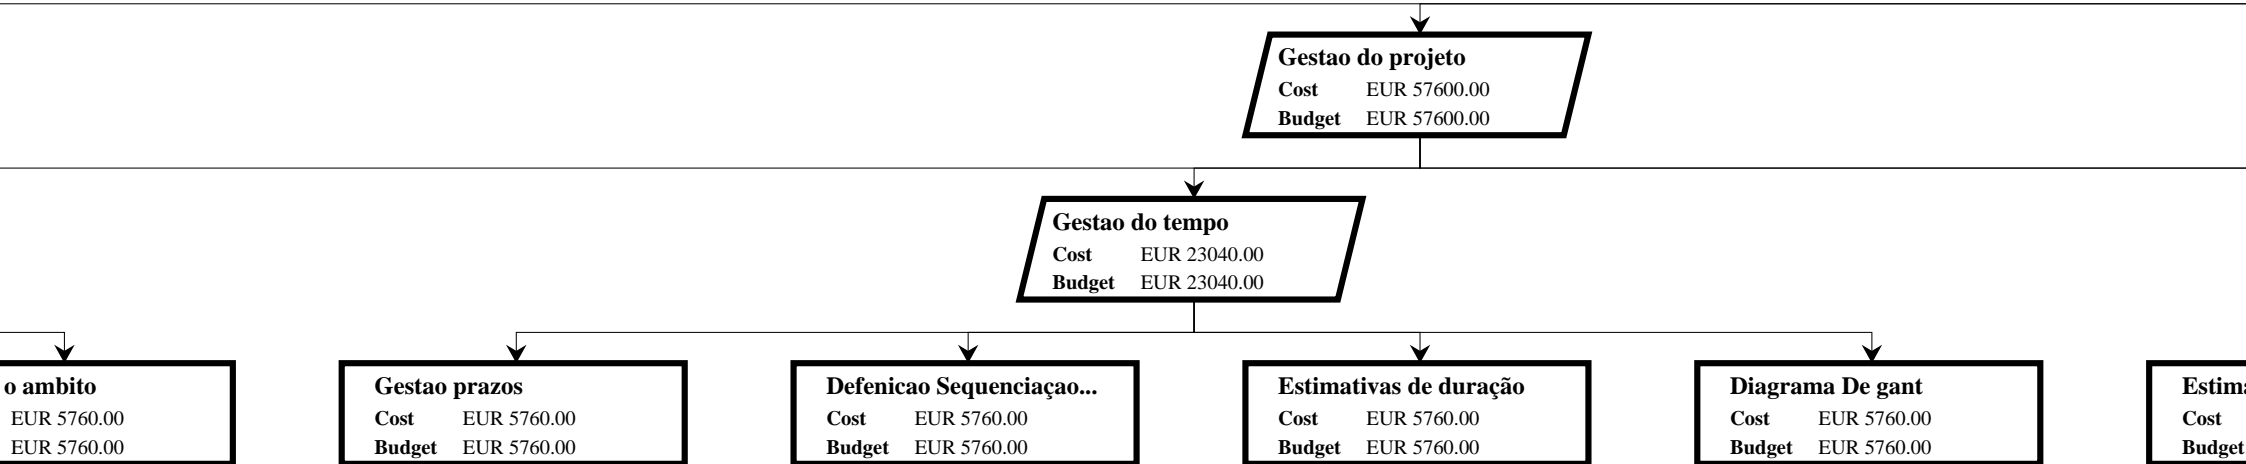 Gestao do projeto
Cost EUR 57600.00
Budget EUR 57600.00
Gestao do tempo
Cost EUR 23040.00
Budget EUR 23040.00
o ambito
EUR 5760.00
EUR 5760.00
Gestao prazos
Cost EUR 5760.00
Budget EUR 5760.00
Defenicao Sequenciaçao...
Cost EUR 5760.00
Budget EUR 5760.00
Estimativas de duração
Cost EUR 5760.00
Budget EUR 5760.00
Diagrama De gant
Cost EUR 5760.00
Budget EUR 5760.00
Cost
Budget